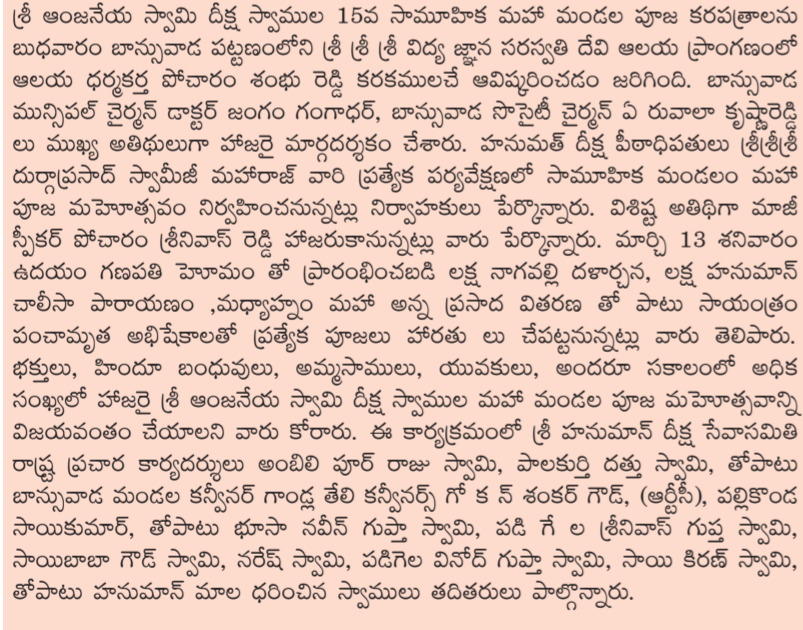 శ్రీ ఆంజనేయ స్వామి దీక్ష స్వాముల 15వ సామూహిక మహా మండల పూజ కరపత్రాలను
బుధవారం బాన్సువాడ పట్టణంలోని శ్రీ శ్రీ శ్రీ విద్య జ్ఞాన సరస్వతి దేవి ఆలయ ప్రాంగణంలో
ఆలయ ధర్మకర్త పోచారం శంభు రెడ్డి కరకములచే ఆవిష్కరించడం జరిగింది. బాన్సువాడ
మున్సిపల్ చైర్మన్ డాక్టర్ జంగం గంగాధర్, బాన్సువాడ సొసైటీ చైర్మన్ ఏ రువాలా కృష్ణారెడ్డి
లు ముఖ్య అతిథులుగా హాజరై మార్గదర్శకం చేశారు. హనుమత్ దీక్ష పీఠాధిపతులు శ్రీశ్రీశ్రీ
దుర్గాప్రసాద్ స్వామీజీ మహారాజ్ వారి ప్రత్యేక పర్యవేక్షణలో సామూహిక మండలం మహా
పూజ మహెూత్సవం నిర్వహించనున్నట్లు నిర్వాహకులు పేర్కొన్నారు. విశిష్ట అతిథిగా మాజీ
స్పీకర్ పోచారం శ్రీనివాస్ రెడ్డి హాజరుకానున్నట్లు వారు పేర్కొన్నారు. మార్చి 13 శనివారం
ఉదయం గణపతి హెూమం తో ప్రారంభించబడి లక్ష నాగవల్లి దళార్చన, లక్ష హనుమాన్
చాలీసా పారాయణం ,మధ్యాహ్నం మహా అన్న ప్రసాద వితరణ తో పాటు సాయంత్రం
పంచామృత అభిషేకాలతో ప్రత్యేక పూజలు హారతు లు చేపట్టనున్నట్లు వారు తెలిపారు.
భక్తులు, హిందూ బంధువులు, అమ్మసాములు, యువకులు, అందరూ సకాలంలో అధిక
సంఖ్యలో హాజరై శ్రీ ఆంజనేయ స్వామి దీక్ష స్వాముల మహా మండల పూజ మహెూత్సవాన్ని
విజయవంతం చేయాలని వారు కోరారు. ఈ కార్యక్రమంలో శ్రీ హనుమాన్ దీక్ష సేవాసమితి
రాష్ట్ర ప్రచార కార్యదర్శులు అంబిలి పూర్ రాజు స్వామి, పాలకుర్తి దత్తు స్వామి, తోపాటు
బాన్సువాడ మండల కన్వీనర్ గాండ్ల తేలి కన్వీనర్స్ గో క న్ శంకర్ గౌడ్, (ఆర్టీసీ), పల్లికొండ
సాయికుమార్, తోపాటు భూసా నవీన్ గుప్తా స్వామి, పడి గే ల శ్రీనివాస్ గుప్త స్వామి,
సాయిబాబా గౌడ్ స్వామి, నరేష్ స్వామి, పడిగెల వినోద్ గుప్తా స్వామి, సాయి కిరణ్ స్వామి,
తోపాటు హనుమాన్ మాల ధరించిన స్వాములు తదితరులు పాల్గొన్నారు.